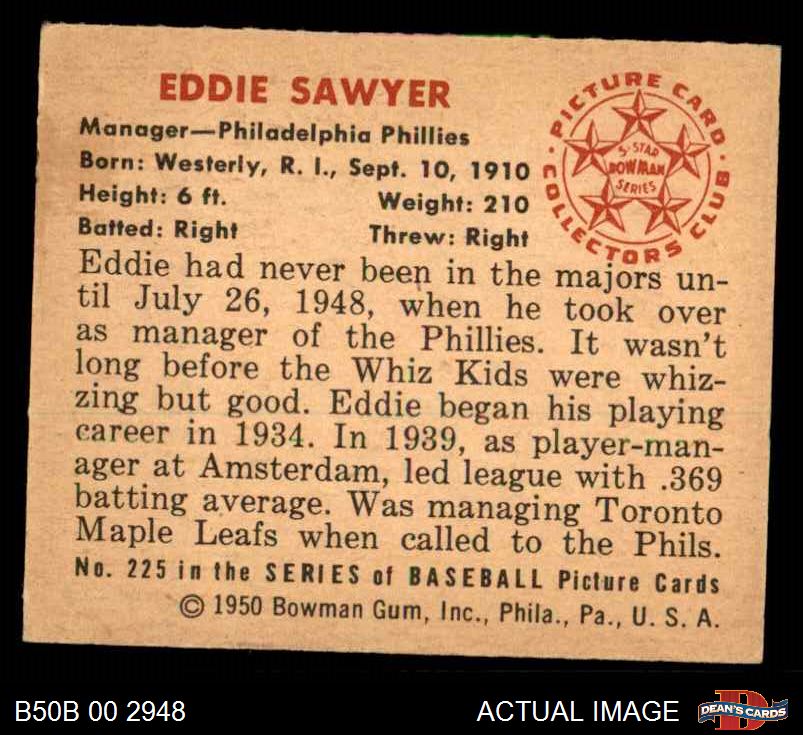 EDDIE SAWYER
Manager—Philadelphia Phillies
Born: Westerly, R. I., Sept. 10, 1910
Height: 6 ft. Weight: 210
Batted: Right Threw: Right
PICTURE CARD
COLLECTORS CLUB
5-STAR
BOWMAN
SERIES
Eddie had never been in the majors un-
til July 26, 1948, when he took over
as manager of the Phillies. It wasn't
long before the Whiz Kids were whiz-
zing but good. Eddie began his playing
career in 1934. In 1939, as player-man-
ager at Amsterdam, led league with .369
batting average. Was managing Toronto
Maple Leafs when called to the Phils.
No. 225 in the SERIES of BASEBALL Picture Cards
© 1950 Bowman Gum, Inc., Phila., Pa., U. S. A.
B50B 00 2948 ACTUAL IMAGE
DEAN'S CARDS